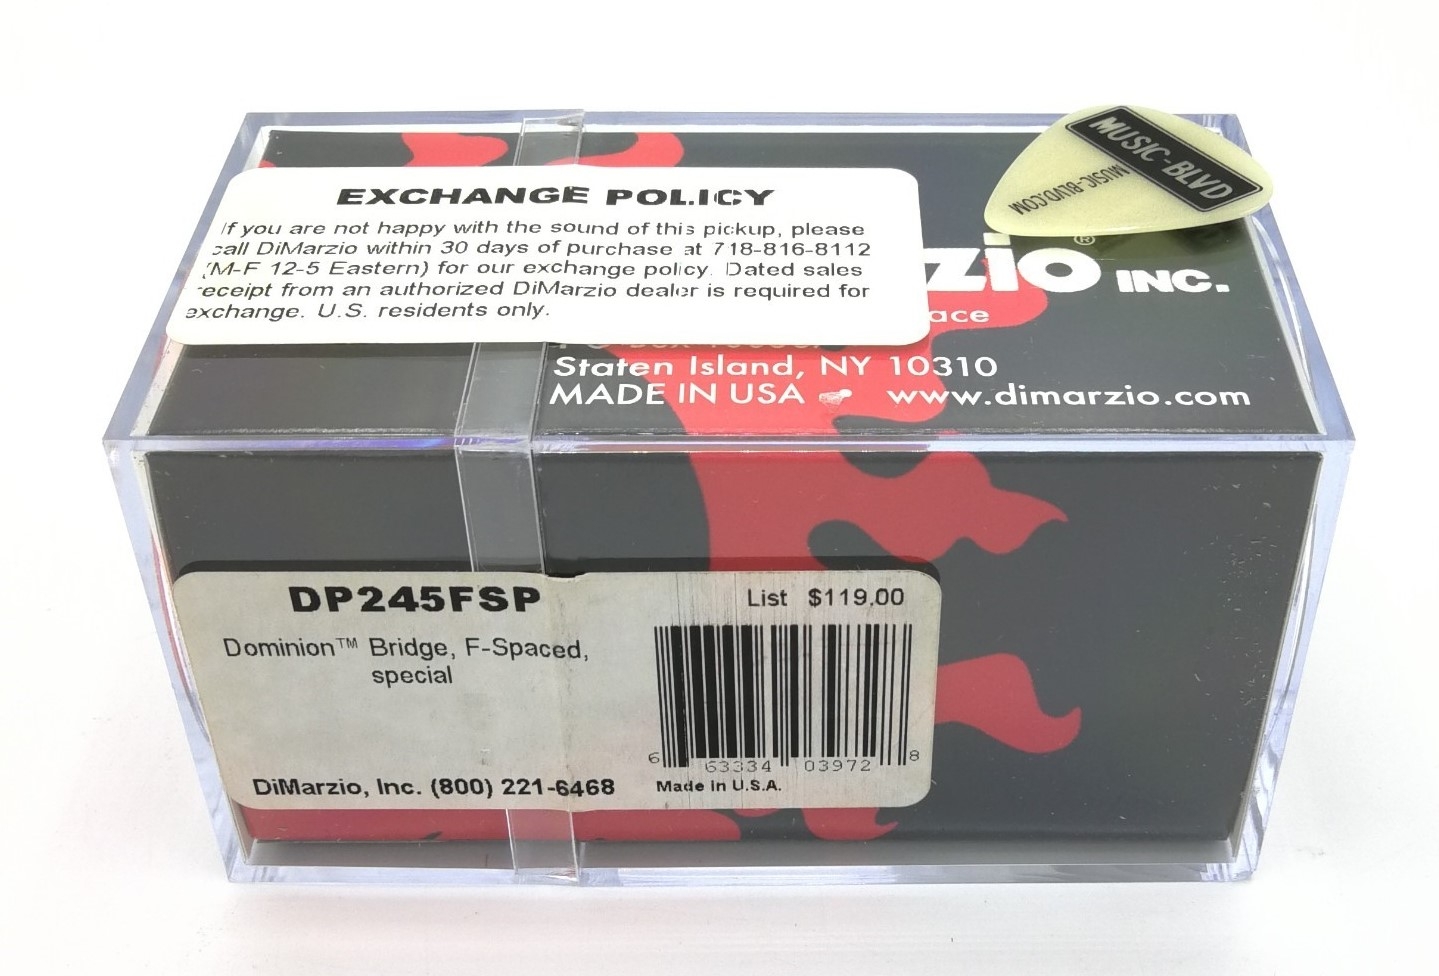 EXCHANGE POLICY
If you are not happy with the sound of this pickup, please
call DiMarzio within 30 days of purchase at 718-816-8112
(M-F 12-5 Eastern) for our exchange policy. Dated sales
receipt from an authorized DiMarzio dealer is required for
exchange. U.S. residents only.
MUSIC-BLVD
MUSIC-BLVD.COM
zio® INC.
ace
Staten Island, NY 10310
MADE IN USA www.dimarzio.com
DP245FSP
List $119.00
Dominion™ Bridge, F-Spaced,
special
6 63334 03972 8
DiMarzio, Inc. (800) 221-6468
Made in U.S.A.